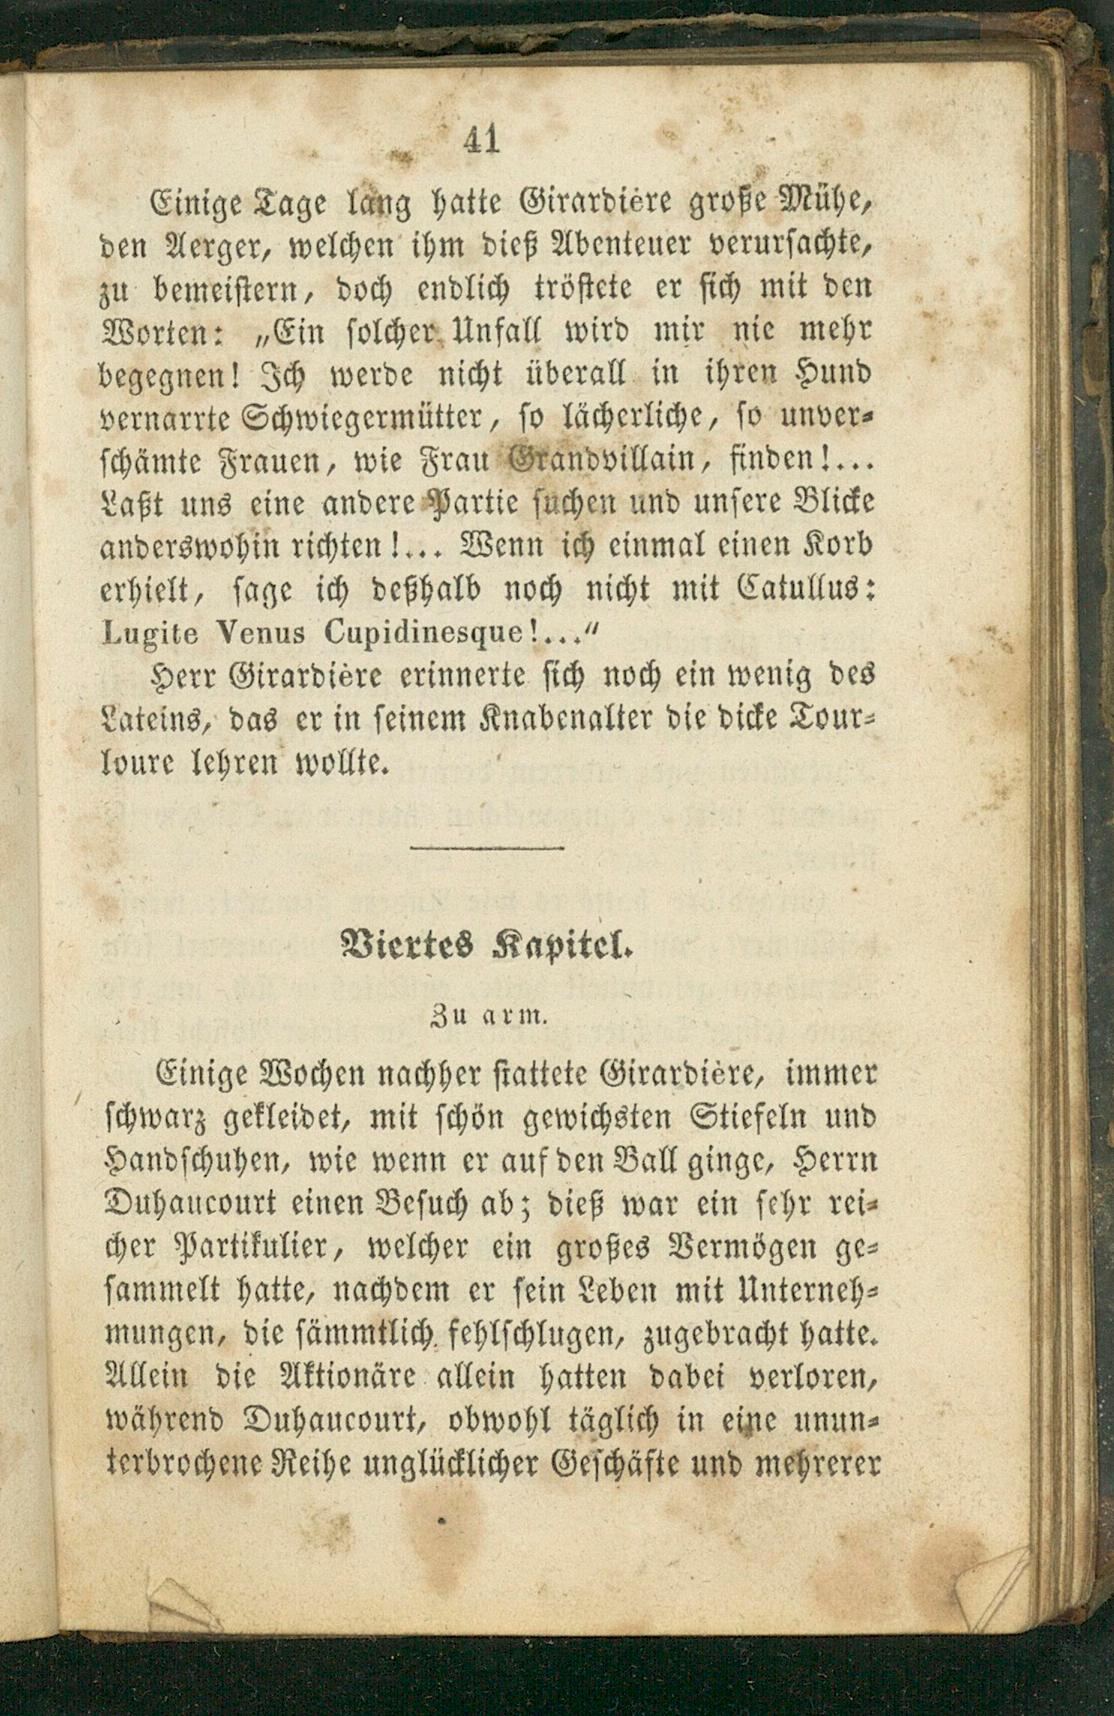 41
Einige Tage lang hatte Girardière große Mühe,
den Aerger, welchen ihm dieß Abenteuer verursachte,
zu bemeistern, doch endlich tröstete er sich mit den
Worten: „Ein solcher Unfall wird mir nie mehr
begegnen! Ich werde nicht überall in ihren Hund
vernarrte Schwiegermütter, so lächerliche, so unver-
schämte Frauen, wie Frau Grandvillain, finden!...
Laßt uns eine andere Partie suchen und unsere Blicke
anderswohin richten!... Wenn ich einmal einen Korb
erhielt, sage ich deßhalb noch nicht mit Catullus:
Lugite Venus Cupidinesque!...“
Herr Girardière erinnerte sich noch ein wenig des
Lateins, das er in seinem Knabenalter die dicke Tour-
loure lehren wollte.
Viertes Kapitel.
Zu arm.
Einige Wochen nachher stattete Girardière, immer
schwarz gekleidet, mit schön gewichsten Stiefeln und
Handschuhen, wie wenn er auf den Ball ginge, Herrn
Duhaucourt einen Besuch ab; dieß war ein sehr rei-
cher Partikulier, welcher ein großes Vermögen ge-
sammelt hatte, nachdem er sein Leben mit Unterneh-
mungen, die sämmtlich fehlschlugen, zugebracht hatte.
Allein die Aktionäre allein hatten dabei verloren,
während Duhaucourt, obwohl täglich in eine unun-
terbrochene Reihe unglücklicher Geschäfte und mehrerer